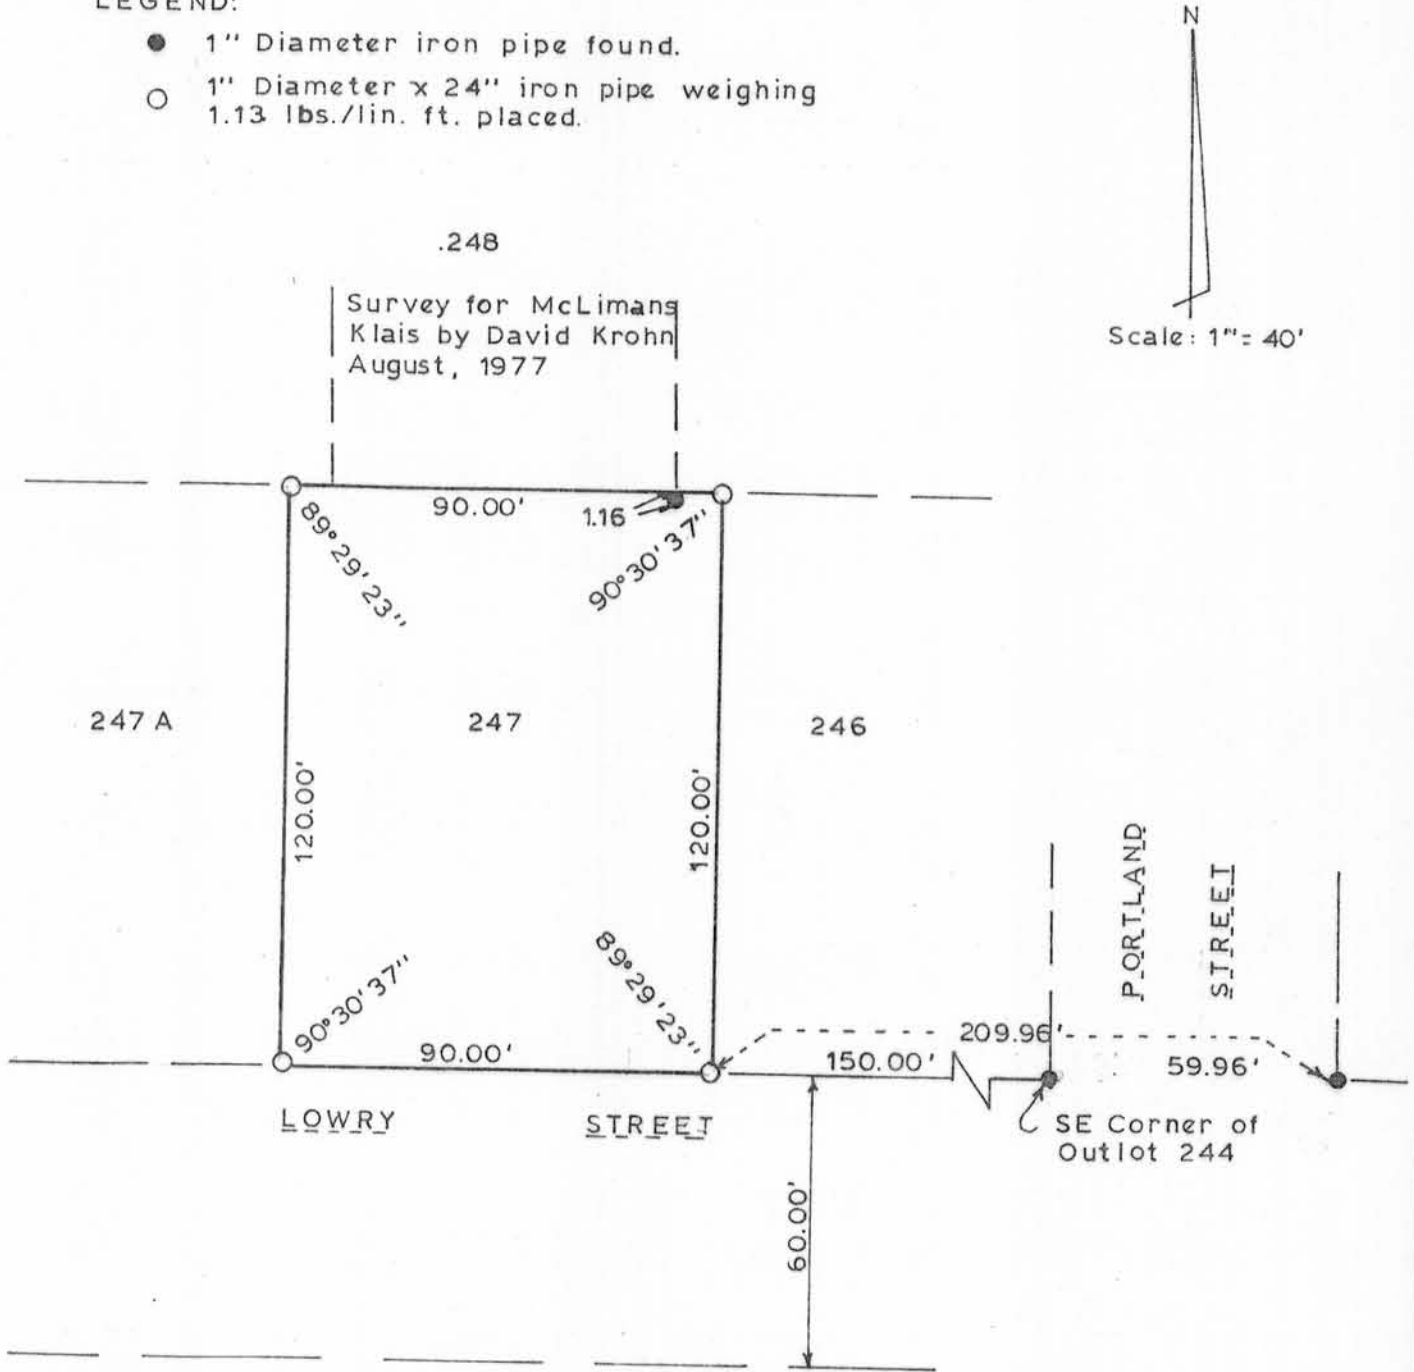 LEGEND:
1" Diameter iron pipe found.
1" Diameter x 24" iron pipe weighing
1.13 lbs./lin. ft. placed.
N
Scale: 1"= 40'
.248
Survey for McLimans
Klais by David Krohn
August, 1977
90.00'
1.16
89°29'23"
90°30'37"
247 A
247
246
120.00'
120.00'
PORTLAND
STREET
90°30'37"
89°29'23"
90.00'
209.96'
150.00'
59.96'
LOWRY STREET
SE Corner of
Outlot 244
60.00'